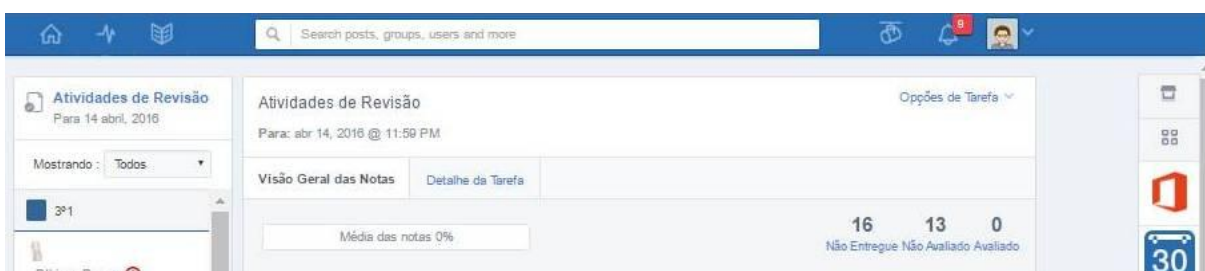 9
Search posts, groups, users and more
Atividades de Revisão
Para 14 abril, 2016
Mostrando : Todos
3º1
Atividades de Revisão
Opções de Tarefa
Para: abr 14, 2016 @ 11:59 PM
Visão Geral das Notas Detalhe da Tarefa
Média das notas 0%
16 13 0
Não Entregue Não Avaliado Avaliado
30